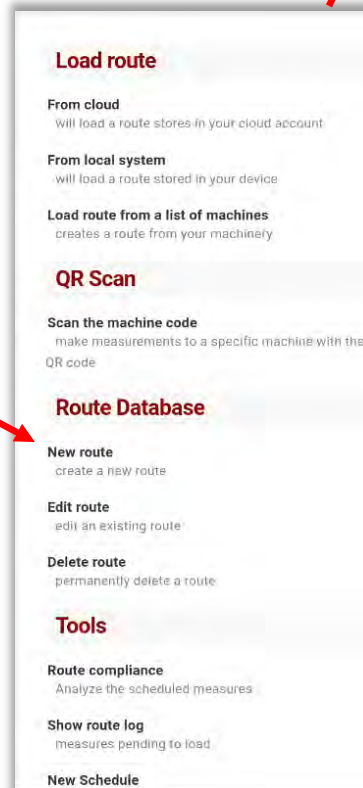 Load route
From cloud
will load a route stores in your cloud account
From local system
will load a route stored in your device
Load route from a list of machines
creates a route from your machinery
QR Scan
Scan the machine code
make measurements to a specific machine with the
QR code
Route Database
New route
create a new route
Edit route
edit an existing route
Delete route
permanently delete a route
Tools
Route compliance
Analyze the scheduled measures
Show route log
measures pending to load
New Schedule